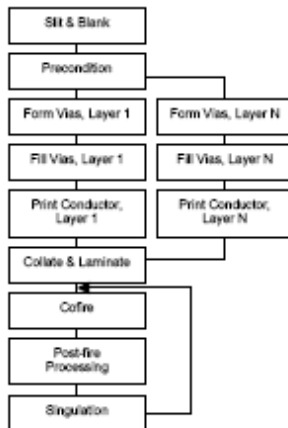 Slit & Blank
Precondition
Form Vias, Layer 1
Form Vias, Layer N
Fill Vias, Layer 1
Fill Vias, Layer N
Print Conductor,
Layer 1
Print Conductor,
Layer N
Collate & Laminate
Cofire
Post-fire
Processing
Singulation